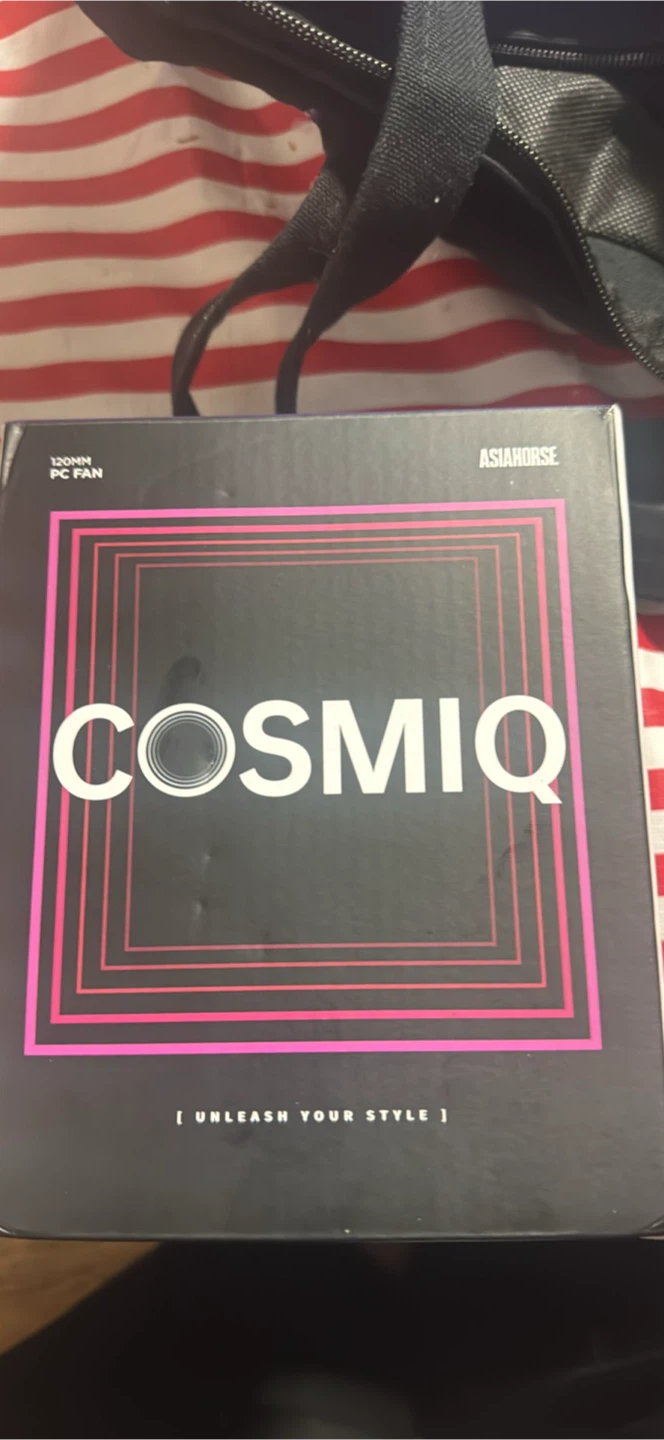 120MM
PC FAN
ASIAHORSE
COSMIQ
[ UNLEASH YOUR STYLE ]